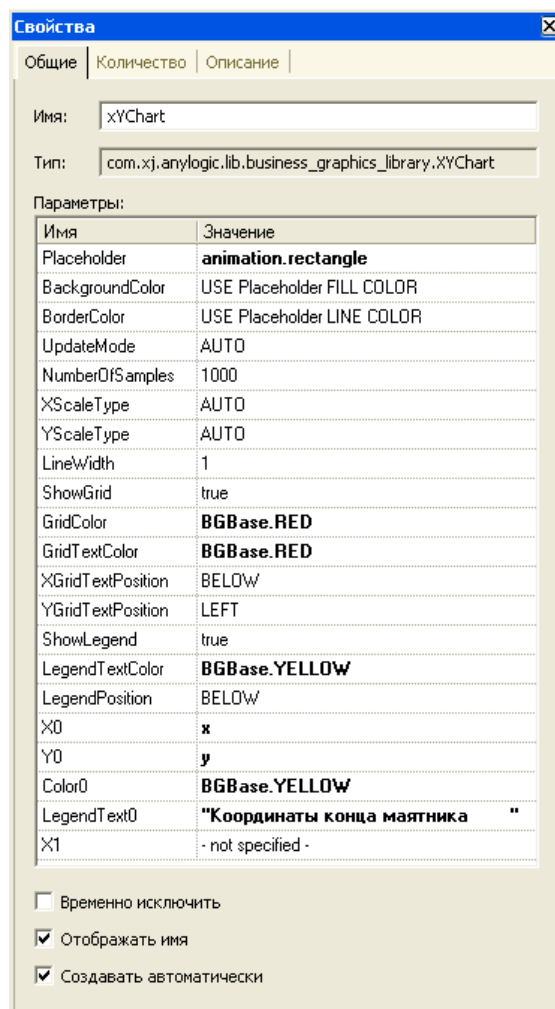 Свойства
Общие Количество Описание
Имя: xYChart
Тип: com.xj.anylogic.lib.business_graphics_library.XYChart
Параметры:
Имя Значение
Placeholder animation.rectangle
BackgroundColor USE Placeholder FILL COLOR
BorderColor USE Placeholder LINE COLOR
UpdateMode AUTO
NumberOfSamples 1000
XScaleType AUTO
YScaleType AUTO
LineWidth 1
ShowGrid true
GridColor BGBase.RED
GridTextColor BGBase.RED
XGridTextPosition BELOW
YGridTextPosition LEFT
ShowLegend true
LegendTextColor BGBase.YELLOW
LegendPosition BELOW
X0 x
Y0 y
Color0 BGBase.YELLOW
LegendText0 "Координаты конца маятника "
X1 - not specified -
Временно исключить
Отображать имя
Создавать автоматически